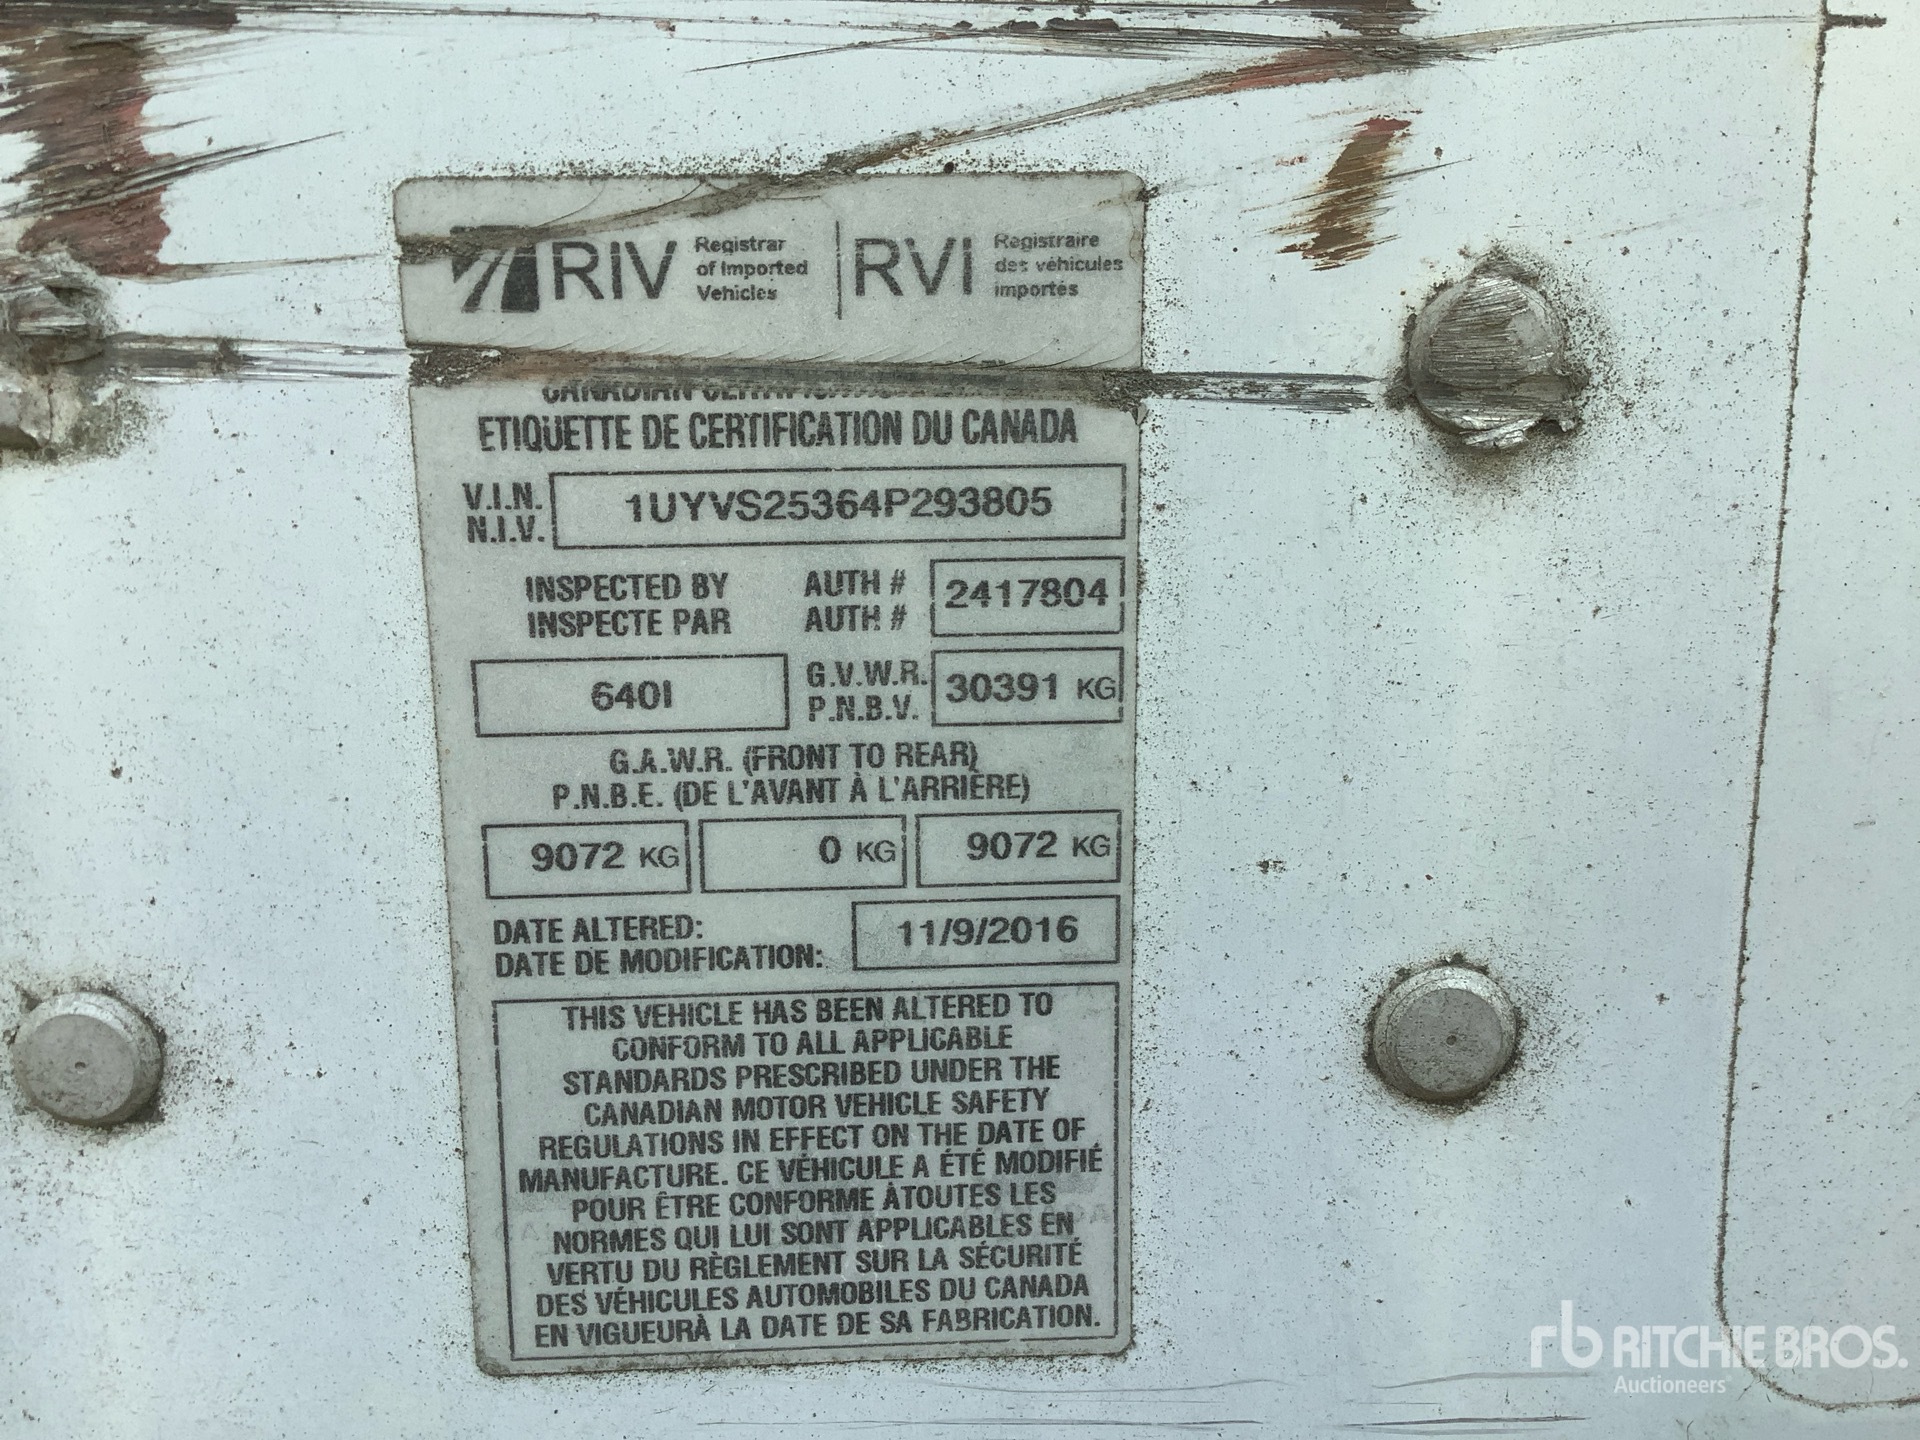 RIV Registrar of Imported Vehicles | RVI Registraire des véhicules importés
CANADIAN
ETIQUETTE DE CERTIFICATION DU CANADA
V.I.N. 1UYVS25364P293805
N.I.V.
INSPECTED BY AUTH # 2417804
INSPECTE PAR AUTH #
640I G.V.W.R. 30391 KG
P.N.B.V.
G.A.W.R. (FRONT TO REAR)
P.N.B.E. (DE L'AVANT À L'ARRIÈRE)
9072 KG 0 KG 9072 KG
DATE ALTERED: 11/9/2016
DATE DE MODIFICATION:
THIS VEHICLE HAS BEEN ALTERED TO
CONFORM TO ALL APPLICABLE
STANDARDS PRESCRIBED UNDER THE
CANADIAN MOTOR VEHICLE SAFETY
REGULATIONS IN EFFECT ON THE DATE OF
MANUFACTURE. CE VÉHICULE A ÉTÉ MODIFIÉ
POUR ÊTRE CONFORME ÀTOUTES LES
NORMES QUI LUI SONT APPLICABLES EN
VERTU DU RÈGLEMENT SUR LA SÉCURITÉ
DES VÉHICULES AUTOMOBILES DU CANADA
EN VIGUEURÀ LA DATE DE SA FABRICATION.
rb RITCHIE BROS.
Auctioneers